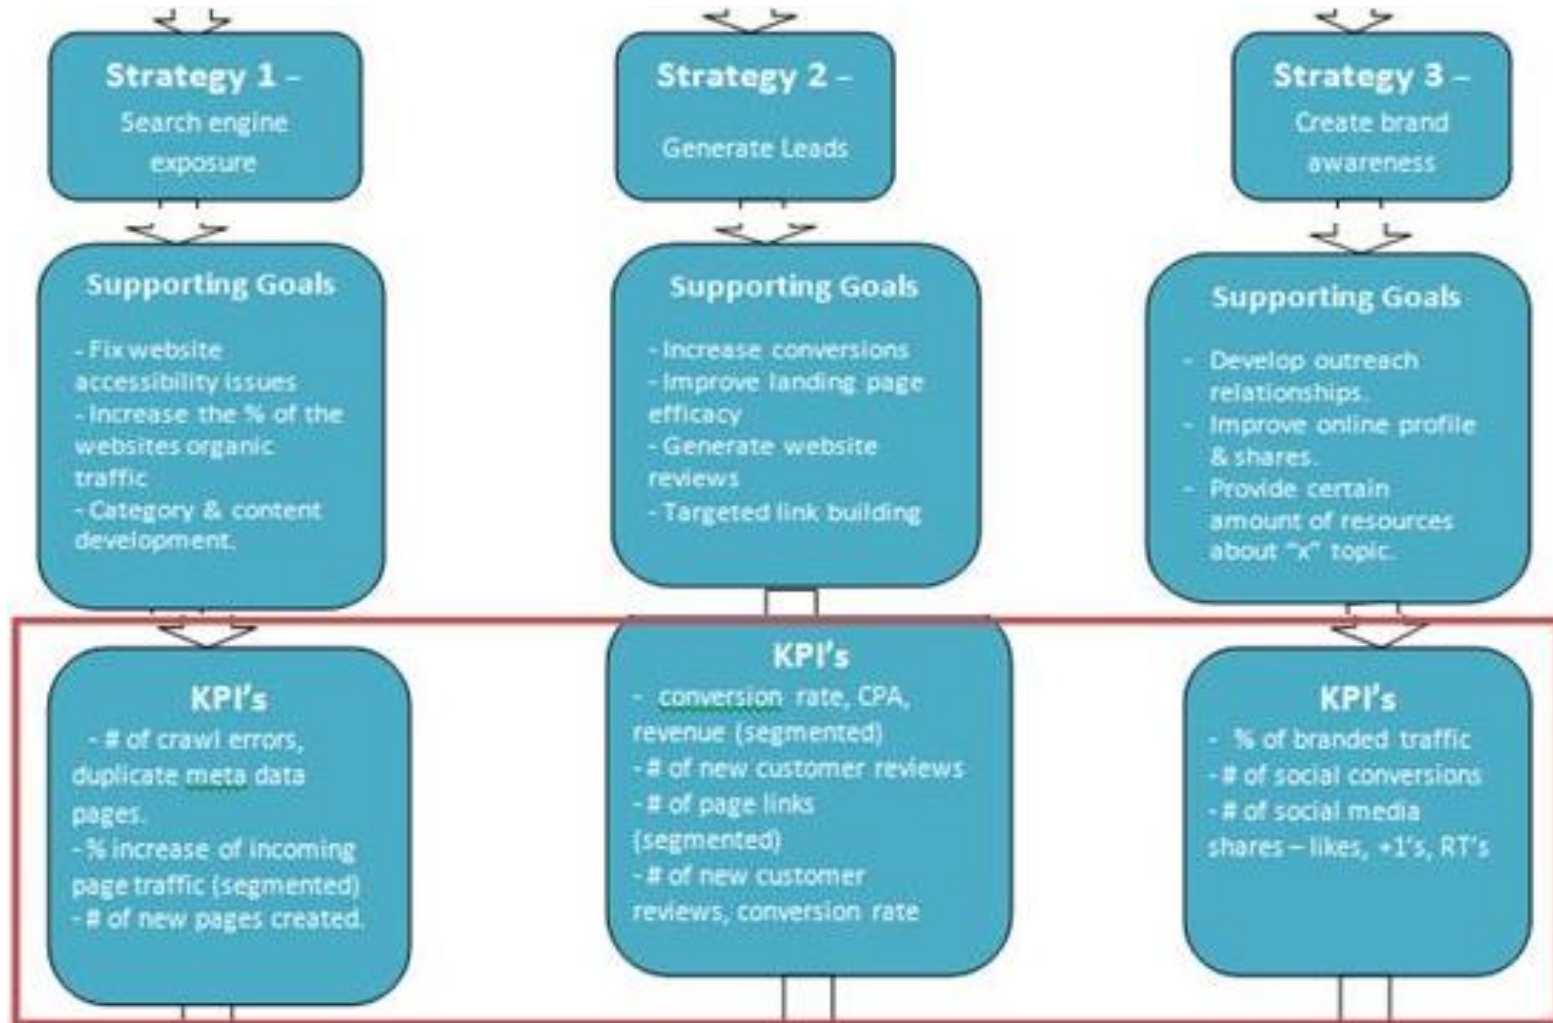 Strategy 1 –
Search engine
exposure
Supporting Goals
- Fix website
accessibility issues
- Increase the % of the
websites organic
traffic
- Category & content
development.
KPI's
- # of crawl errors,
duplicate meta data
pages.
- % increase of incoming
page traffic (segmented)
- # of new pages created.
Strategy 2 –
Generate Leads
Supporting Goals
- Increase conversions
- Improve landing page
efficacy
- Generate website
reviews
- Targeted link building
KPI's
- conversion rate, CPA,
revenue (segmented)
- # of new customer reviews
- # of page links
(segmented)
- # of new customer
reviews, conversion rate
Strategy 3 –
Create brand
awareness
Supporting Goals
- Develop outreach
relationships.
- Improve online profile
& shares.
- Provide certain
amount of resources
about "x" topic.
KPI's
- % of branded traffic
- # of social conversions
- # of social media
shares – likes, +1's, RT's